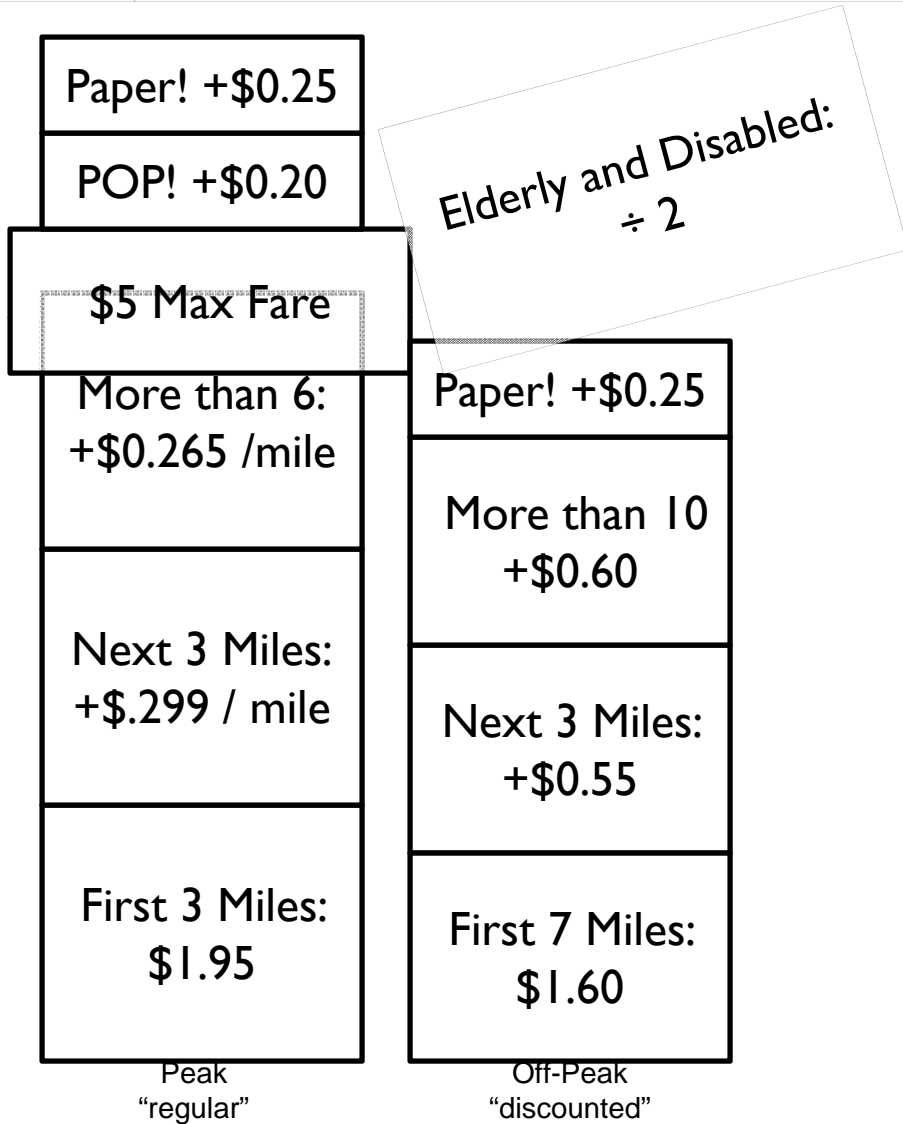 Paper! +$0.25
POP! +$0.20
$5 Max Fare
More than 6:
+$0.265 /mile
Next 3 Miles:
+$.299 / mile
First 3 Miles:
$1.95
Peak
“regular”
Elderly and Disabled:
÷ 2
Paper! +$0.25
More than 10
+$0.60
Next 3 Miles:
+$0.55
First 7 Miles:
$1.60
Off-Peak
“discounted”